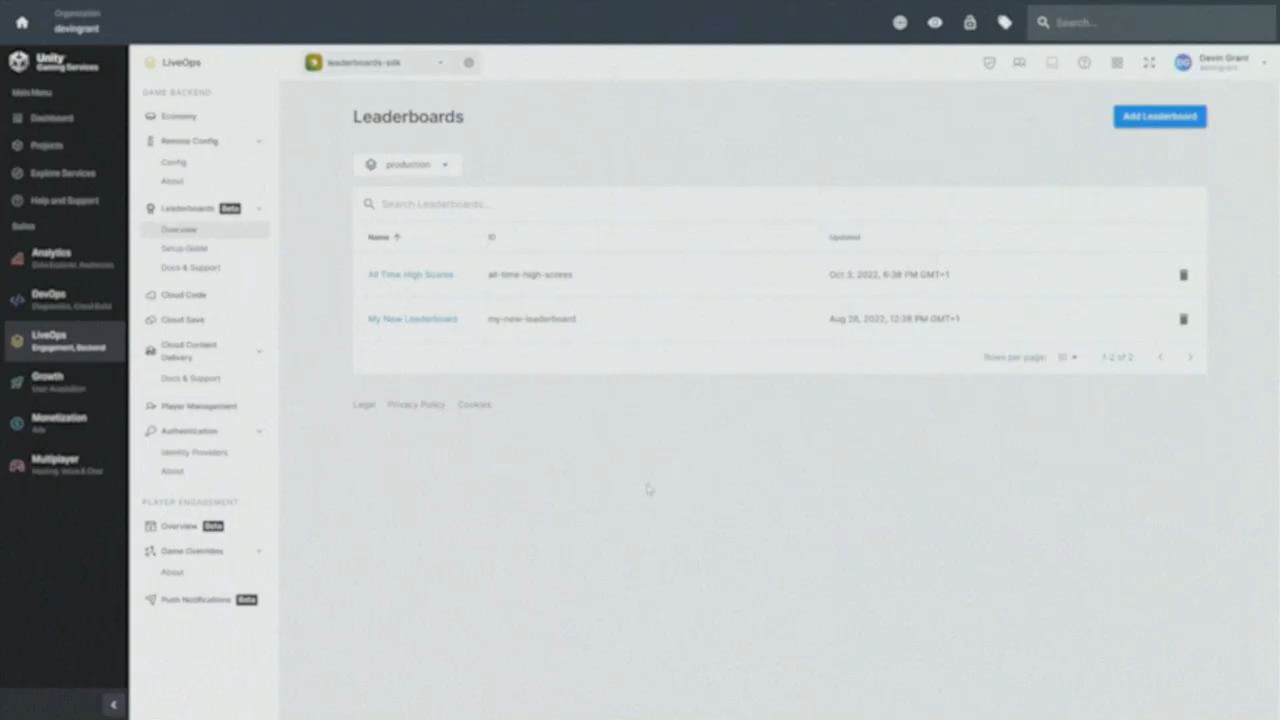 Organization
devingrant
Search...
Unity
Gaming Services
Main Menu
Dashboard
Projects
Explore Services
Help and Support
Suites
Analytics
Data Explorer, Audiences
DevOps
Diagnostics, Cloud Build
LiveOps
Engagement, Backend
Growth
User Acquisition
Monetization
Ads
Multiplayer
Hosting, Voice & Chat
LiveOps
GAME BACKEND
Economy
Remote Config
Config
About
Leaderboards Beta
Overview
Setup Guide
Docs & Support
Cloud Code
Cloud Save
Cloud Content
Delivery
Docs & Support
Player Management
Authentication
Identity Providers
About
PLAYER ENGAGEMENT
Overview Beta
Game Overrides
About
Push Notifications Beta
leaderboards-sdk
DG
Devin Grant
devingrant
Leaderboards
Add Leaderboard
production
Search Leaderboards...
Name ID Updated
All Time High Scores all-time-high-scores Oct 3, 2022, 6:38 PM GMT+1
My New Leaderboard my-new-leaderboard Aug 26, 2022, 12:38 PM GMT+1
Rows per page: 10 1-2 of 2
Legal Privacy Policy Cookies